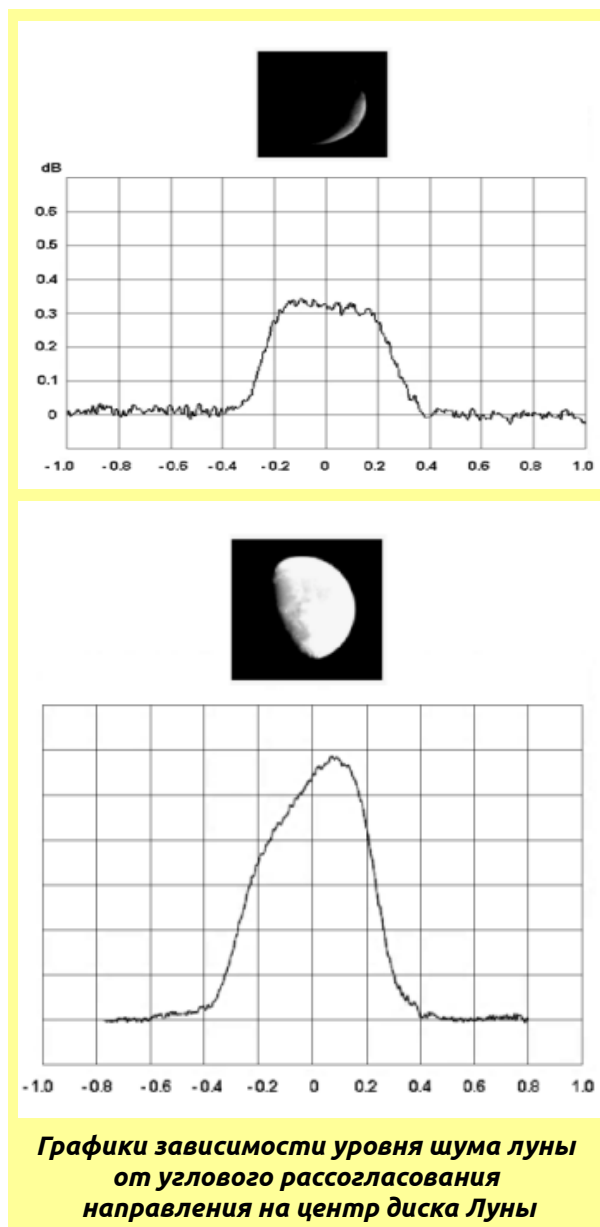 dB
0.6
0.5
0.4
0.3
0.2
0.1
0
-1.0 -0.8 -0.6 -0.4 -0.2 0 0.2 0.4 0.6 0.8 1.0
-1.0 -0.8 -0.6 -0.4 -0.2 0 0.2 0.4 0.6 0.8 1.0
Графики зависимости уровня шума луны
от углового рассогласования
направления на центр диска Луны